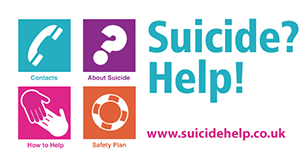 Suicide?
Help!
Contacts
About Suicide
How to Help
Safety Plan
www.suicidehelp.co.uk